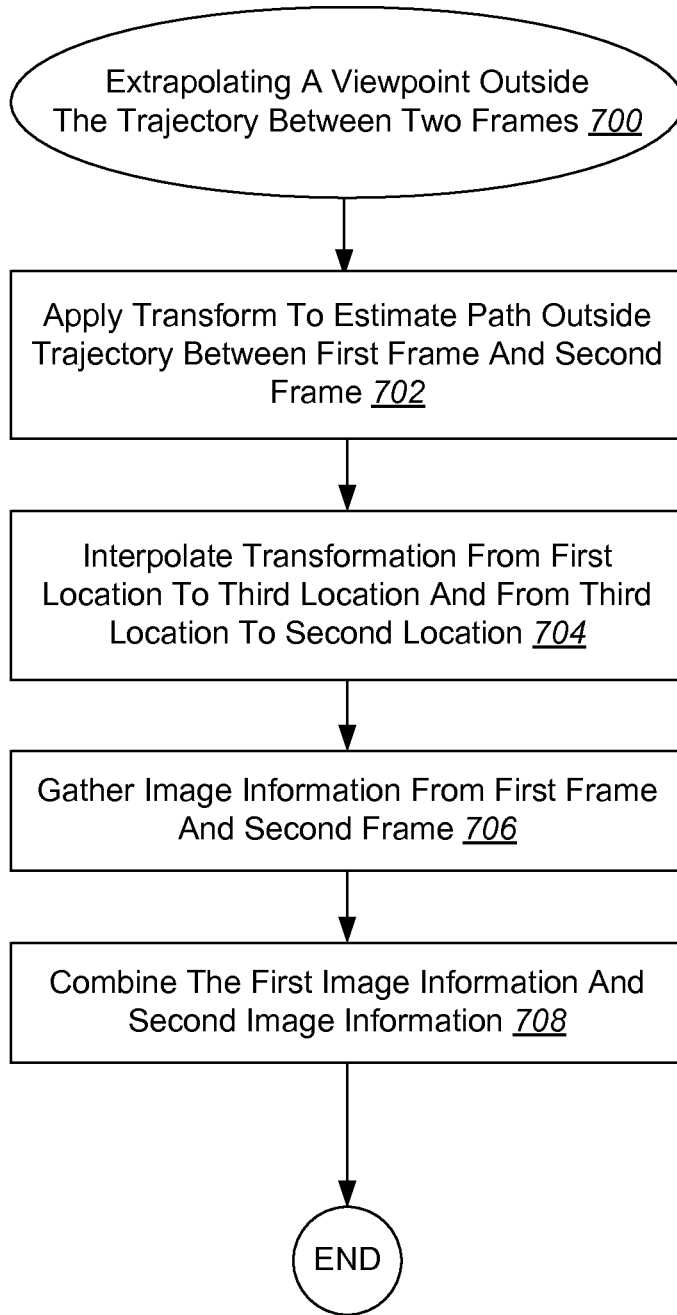 Extrapolating A Viewpoint Outside
The Trajectory Between Two Frames 700
Apply Transform To Estimate Path Outside
Trajectory Between First Frame And Second
Frame 702
Interpolate Transformation From First
Location To Third Location And From Third
Location To Second Location 704
Gather Image Information From First Frame
And Second Frame 706
Combine The First Image Information And
Second Image Information 708
END